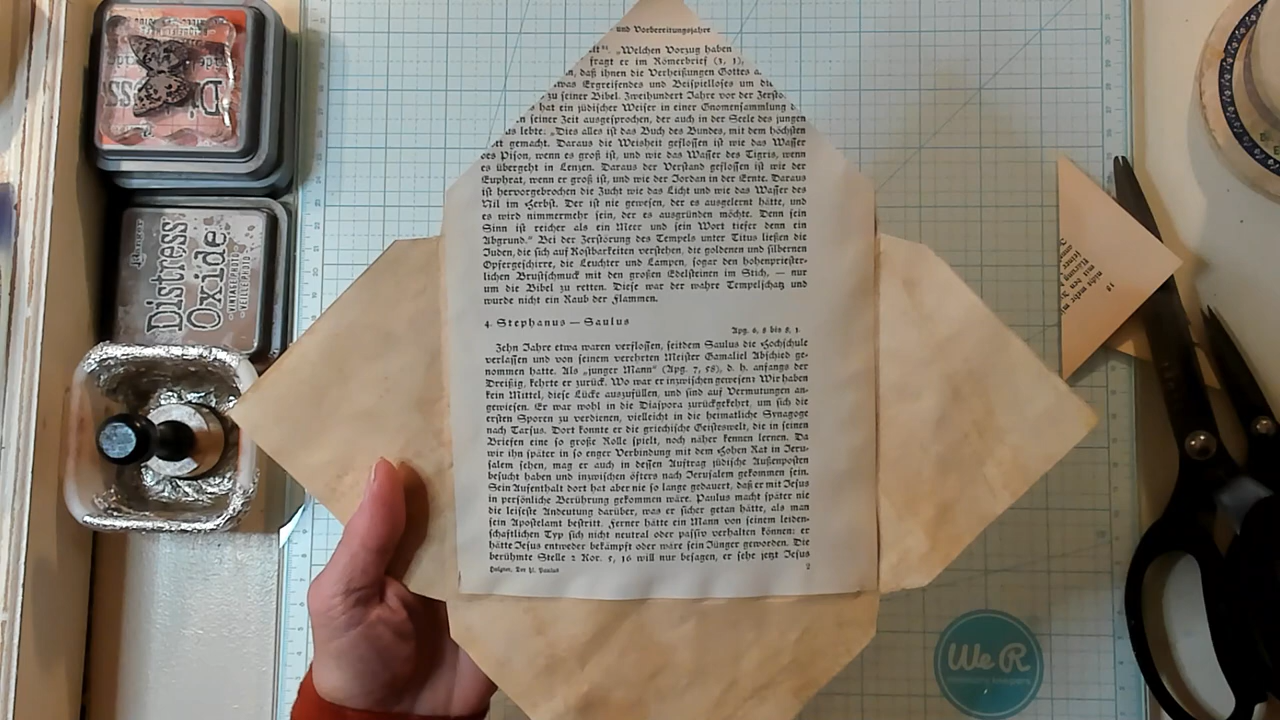 und Vorbereitungsjahre
lt“. „Welchen Vorzug haben
fragt er im Römerbrief (3, 1),
daß ihnen die Verheißungen Gottes a.
was Ergreifendes und Beispielloses um die
zu seiner Bibel. Zweihundert Jahre vor der Zerstö
hat ein jüdischer Weiser in einer Gnomensammlung d
n seiner Zeit ausgesprochen, der auch in der Seele des jungen
us lebte: „Dies alles ist das Buch des Bundes, mit dem höchsten
ott gemacht. Daraus die Weisheit geflossen ist wie das Wasser
des Pison, wenn es groß ist, und wie das Wasser des Tigris, wenn
es übergeht in Lenzen. Daraus der Verstand geflossen ist wie der
Euphrat, wenn er groß ist, und wie der Jordan in der Ernte. Daraus
ist hervorgebrochen die Zucht wie das Licht und wie das Wasser des
Nil im Herbst. Der ist nie gewesen, der es ausgelernt hätte, und
es wird nimmermehr sein, der es ausgründen möchte. Denn sein
Sinn ist reicher als ein Meer und sein Wort tiefer denn ein
Abgrund.“ Bei der Zerstörung des Tempels unter Titus ließen die
Juden, die sich auf Kostbarkeiten verstehen, die goldenen und silbernen
Opfergeschirre, die Leuchter und Lampen, sogar den hohenpriester-
lichen Brustschmuck mit den großen Edelsteinen im Stich, — nur
um die Bibel zu retten. Diese war der wahre Tempelschatz und
wurde nicht ein Raub der Flammen.
4. Stephanus — Saulus
Apg. 6, 8 bis 8, 1.
Zehn Jahre etwa waren verflossen, seitdem Saulus die Hochschule
verlassen und von seinem verehrten Meister Gamaliel Abschied ge-
nommen hatte. Als „junger Mann“ (Apg. 7, 58), d. h. anfangs der
Dreißig, kehrte er zurück. Wo war er inzwischen gewesen? Wir haben
kein Mittel, diese Lücke auszufüllen, und sind auf Vermutungen an-
gewiesen. Er war wohl in die Diaspora zurückgekehrt, um sich die
ersten Sporen zu verdienen, vielleicht in die heimatliche Synagoge
nach Tarsus. Dort konnte er die griechische Geisteswelt, die in seinen
Briefen eine so große Rolle spielt, noch näher kennen lernen. Da
wir ihn später in so enger Verbindung mit dem Hohen Rat in Jeru-
salem sehen, mag er auch in dessen Auftrag jüdische Außenposten
besucht haben und inzwischen öfters nach Jerusalem gekommen sein.
Sein Aufenthalt dort hat aber nie so lange gedauert, daß er mit Jesus
in persönliche Berührung gekommen wäre. Paulus macht später nie
die leiseste Andeutung darüber, was er sicher getan hätte, als man
sein Apostelamt bestritt. Ferner hätte ein Mann von seinem leiden-
schaftlichen Typ sich nicht neutral oder passiv verhalten können: er
hätte Jesus entweder bekämpft oder wäre sein Jünger geworden. Die
berühmte Stelle 2 Kor. 5, 16 will nur besagen, er sehe jetzt Jesus
Holzner, Der hl. Paulus
2
Ranger
Distress
Oxide
VINTAGE PHOTO
We R
nicht mehr
18